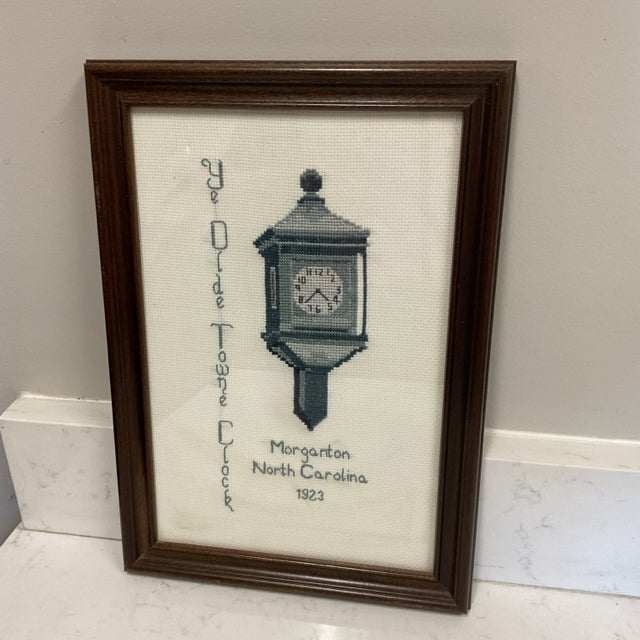 Ye Olde Towne Clock
Morganton
North Carolina
1923